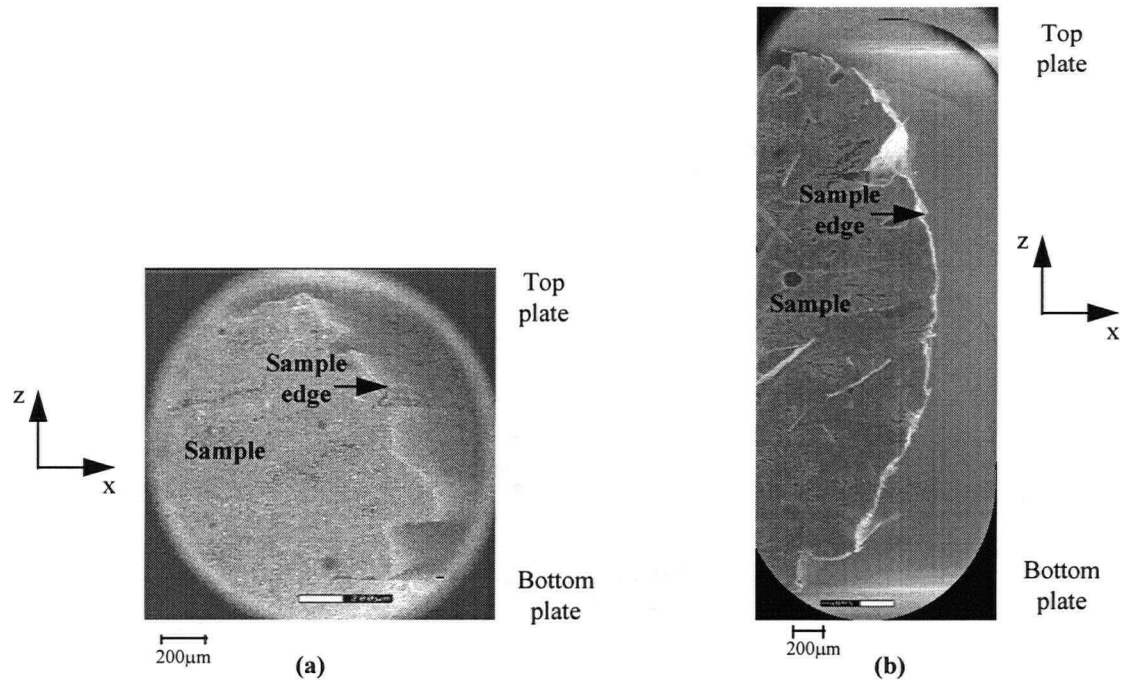 Top
plate
Sample
edge
z
Sample
x
Bottom
plate
200μm
(a)
Top
plate
Sample
edge
z
Sample
x
Bottom
plate
200μm
(b)